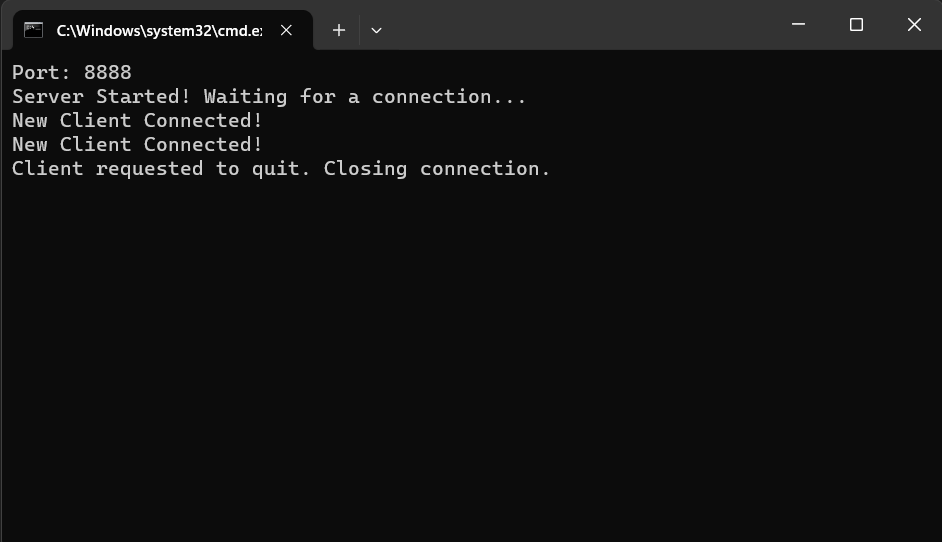 C:\Windows\system32\cmd.e
Port: 8888
Server Started! Waiting for a connection...
New Client Connected!
New Client Connected!
Client requested to quit. Closing connection.